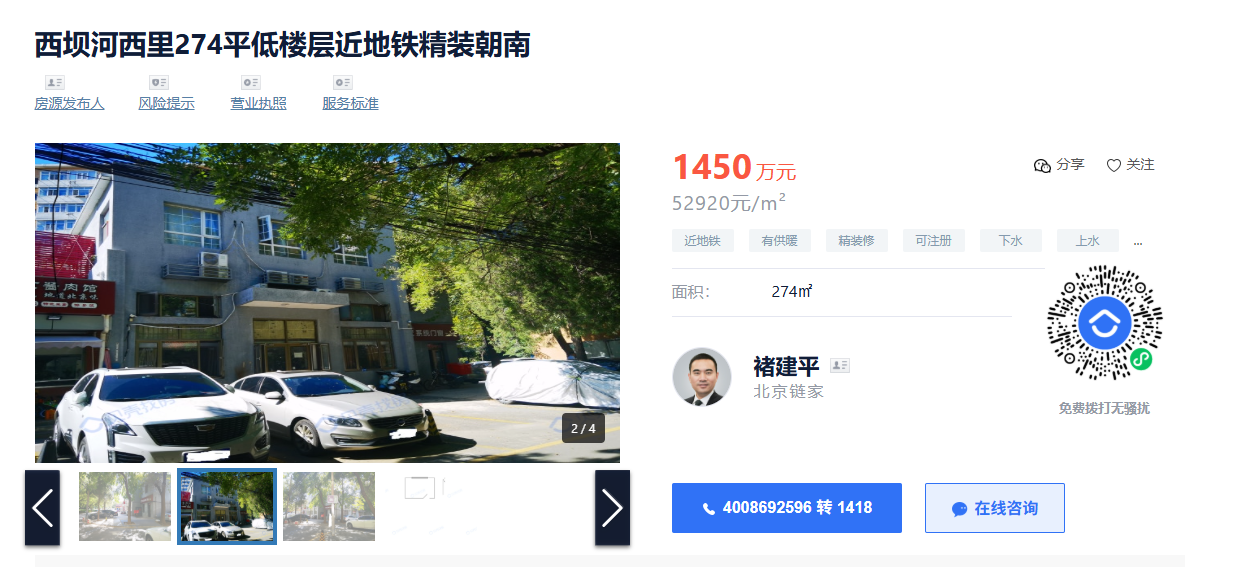 西坝河西里274平低楼层近地铁精装朝南
房源发布人
风险提示
营业执照
服务标准
1450万元
52920元/m²
分享
关注
近地铁
有供暖
精装修
可注册
下水
上水
...
面积：
274㎡
褚建平
北京链家
免费拨打无骚扰
2 / 4
4008692596 转 1418
在线咨询